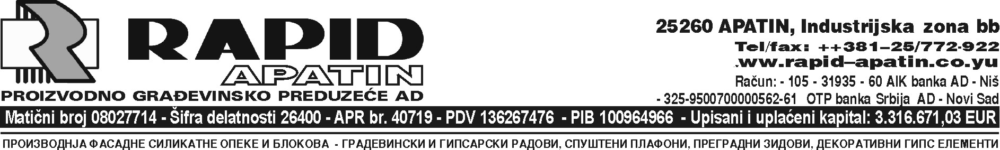 RAPID
APATIN
PROIZVODNO GRAĐEVINSKO PREDUZEĆE AD
25260 APATIN, Industrijska zona bb
Tel/fax: ++381–25/772-922
.ww.rapid–apatin.co.yu
Račun: - 105 - 31935 - 60 AIK banka AD - Niš
- 325-9500700000562-61 OTP banka Srbija AD - Novi Sad
Matični broj 08027714 - Šifra delatnosti 26400 - APR br. 40719 - PDV 136267476 - PIB 100964966 - Upisani i uplaćeni kapital: 3.316.671,03 EUR
ПРОИЗВОДНЈА ФАСАДНЕ СИЛИКАТНЕ ОПЕКЕ И БЛОКОВА - ГРАДЕВИНСКИ И ГИПСАРСКИ РАДОВИ, СПУШТЕНИ ПЛАФОНИ, ПРЕГРАДНИ ЗИДОВИ, ДЕКОРАТИВНИ ГИПС ЕЛЕМЕНТИ